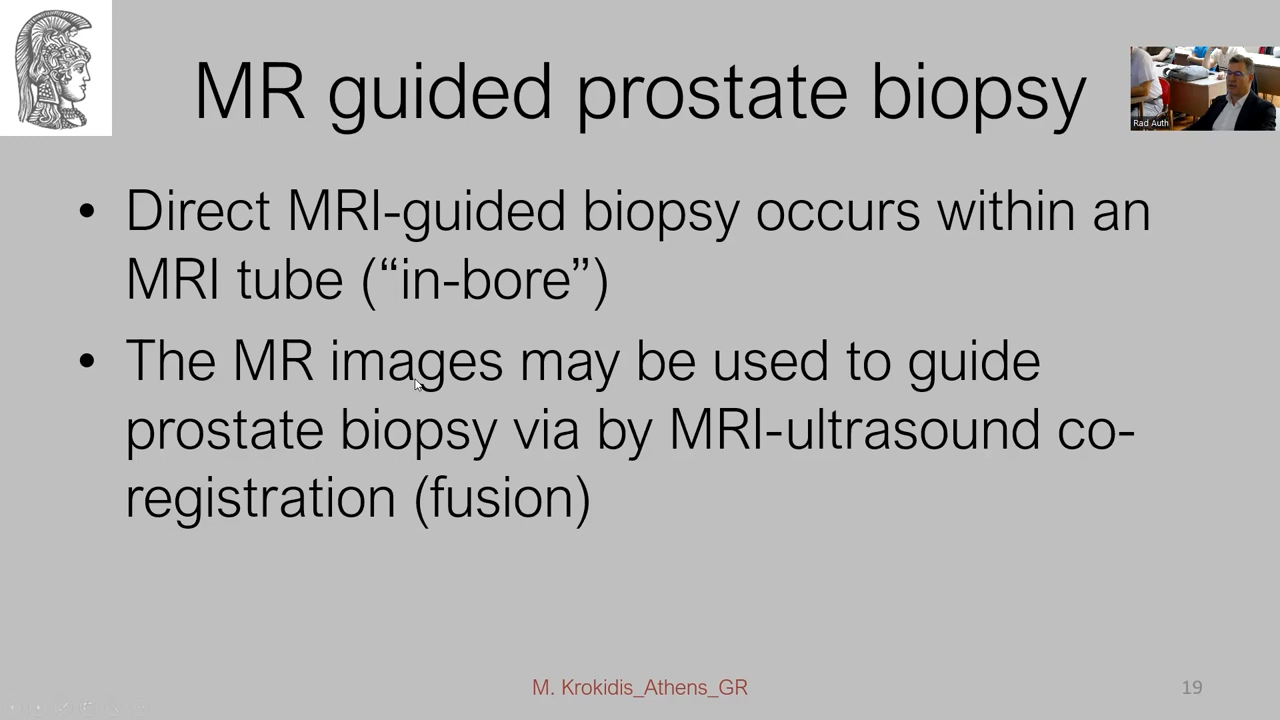 MR guided prostate biopsy
Rad Auth
• Direct MRI-guided biopsy occurs within an
MRI tube (“in-bore”)
• The MR images may be used to guide
prostate biopsy via by MRI-ultrasound co-
registration (fusion)
M. Krokidis_Athens_GR
19